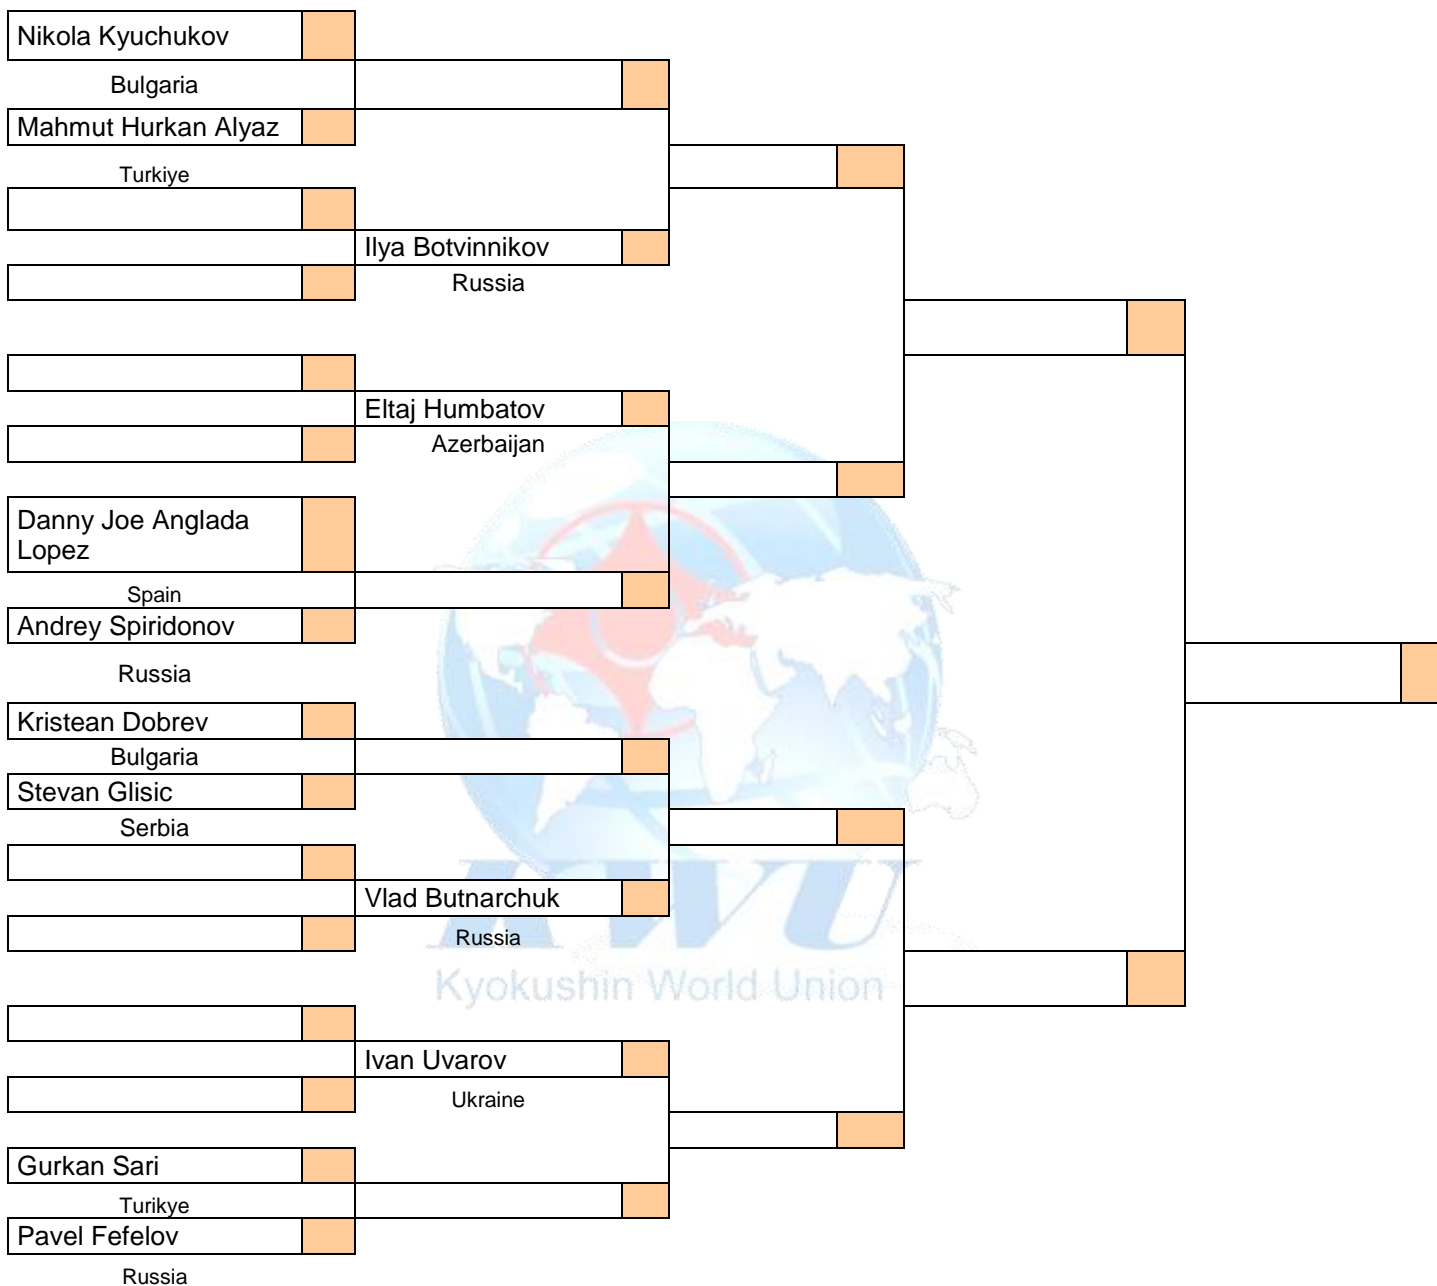 Nikola Kyuchukov
Bulgaria
Mahmut Hurkan Alyaz
Turkiye
Ilya Botvinnikov
Russia
Eltaj Humbatov
Azerbaijan
Danny Joe Anglada
Lopez
Spain
Andrey Spiridonov
Russia
Kristean Dobrev
Bulgaria
Stevan Glisic
Serbia
Vlad Butnarchuk
Russia
KWU
Kyokushin World Union
Ivan Uvarov
Ukraine
Gurkan Sari
Turikye
Pavel Fefelov
Russia